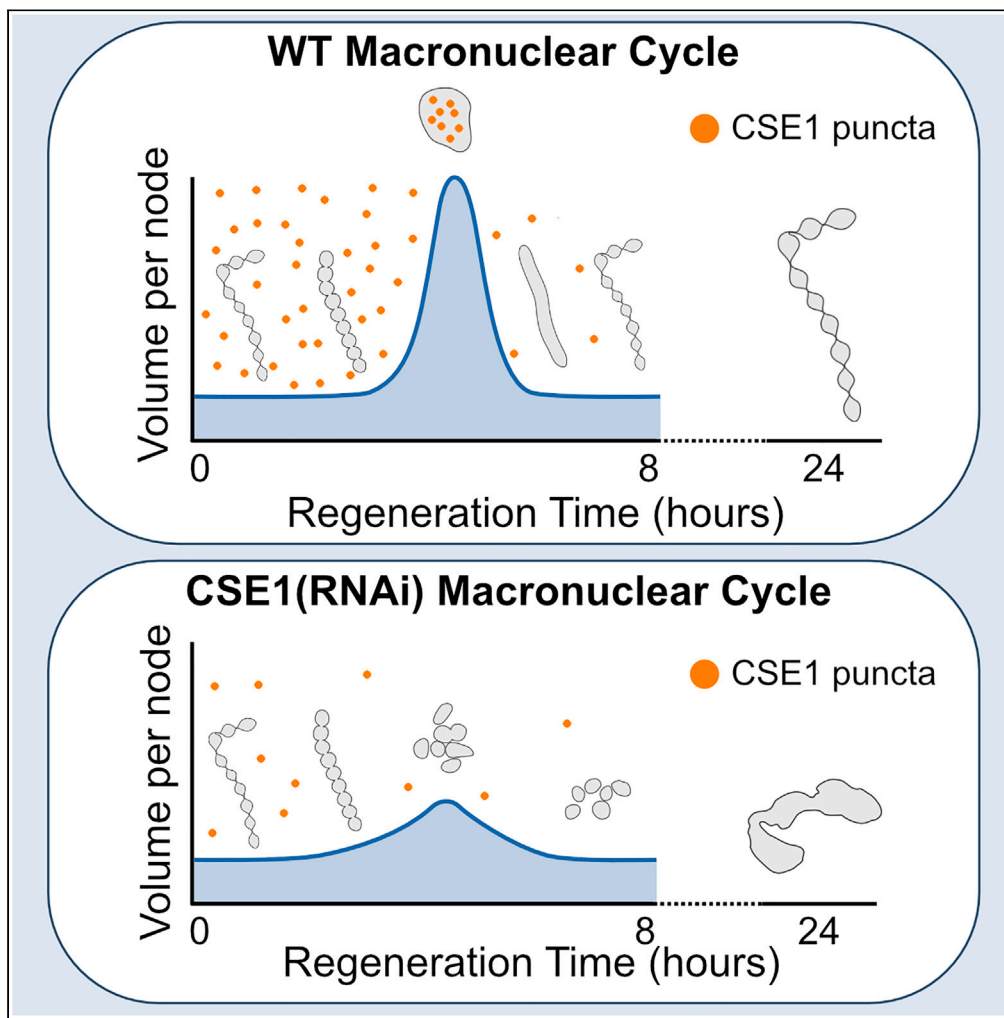 WT Macronuclear Cycle
CSE1 puncta
Volume per node
0
8
24
Regeneration Time (hours)
CSE1(RNAi) Macronuclear Cycle
CSE1 puncta
Volume per node
0
8
24
Regeneration Time (hours)